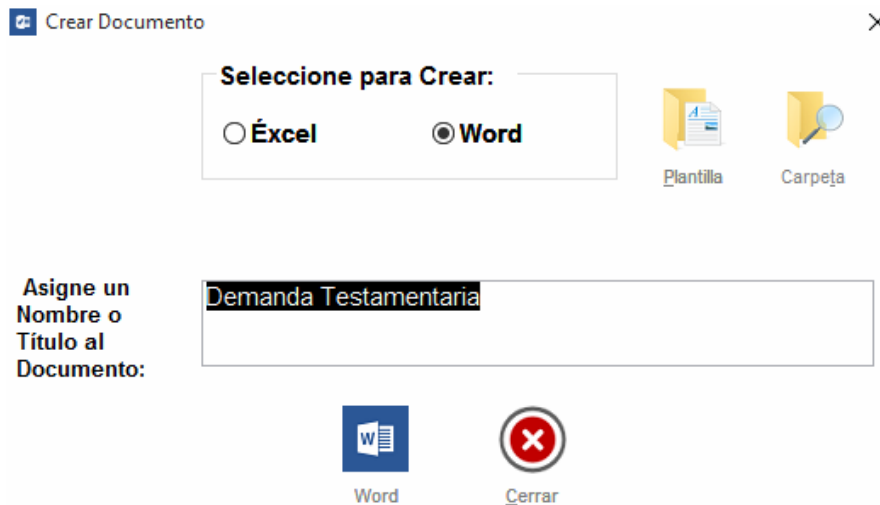 Crear Documento
Seleccione para Crear:
Éxcel
Word
Plantilla
Carpeta
Asigne un
Nombre o
Título al
Documento:
Demanda Testamentaria
Word
Cerrar